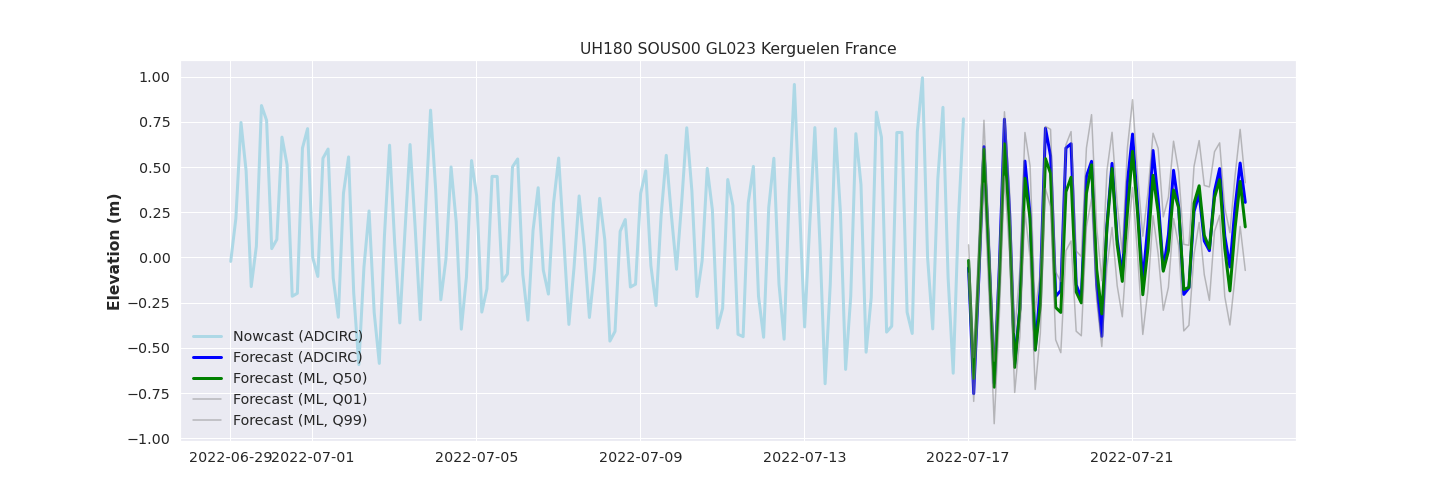 UH180 SOUS00 GL023 Kerguelen France
Elevation (m)
1.00
0.75
0.50
0.25
0.00
−0.25
−0.50
−0.75
−1.00
Nowcast (ADCIRC)
Forecast (ADCIRC)
Forecast (ML, Q50)
Forecast (ML, Q01)
Forecast (ML, Q99)
2022-06-29 2022-07-01 2022-07-05 2022-07-09 2022-07-13 2022-07-17 2022-07-21